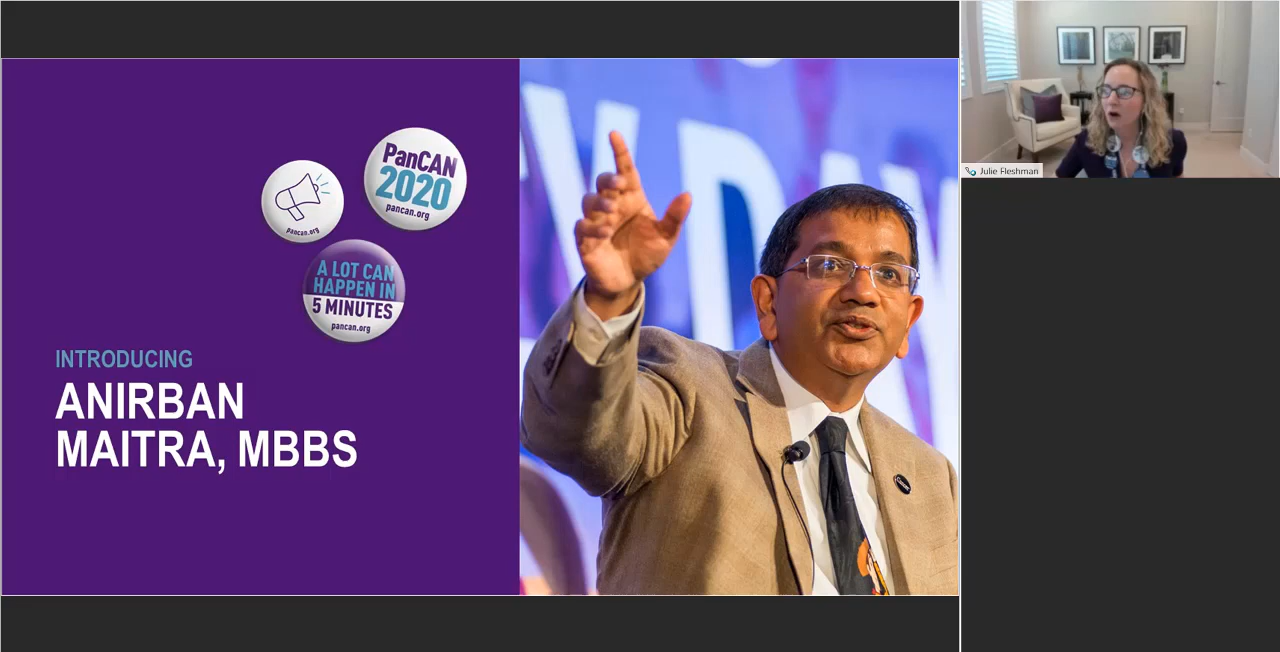 PanCAN
2020
pancan.org
pancan.org
A LOT CAN
HAPPEN IN
5 MINUTES
pancan.org
INTRODUCING
ANIRBAN
MAITRA, MBBS
Julie Fleshman